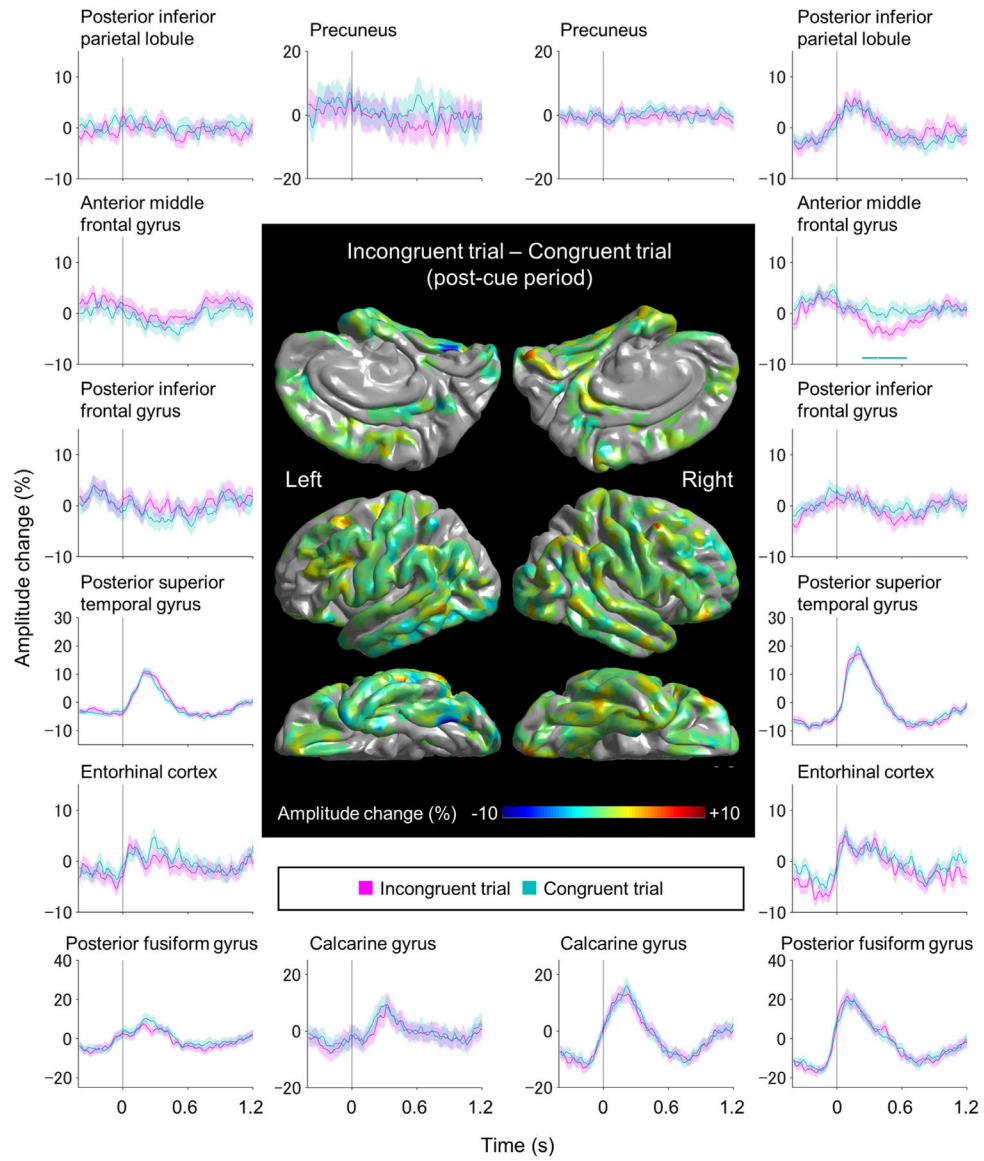 Posterior inferior
parietal lobule
10
0
−10
Precuneus
20
0
−20
Precuneus
20
0
−20
Posterior inferior
parietal lobule
10
0
−10
Anterior middle
frontal gyrus
10
0
−10
Incongruent trial – Congruent trial
(post-cue period)
Left
Right
Anterior middle
frontal gyrus
10
0
−10
Posterior inferior
frontal gyrus
10
0
−10
Posterior inferior
frontal gyrus
10
0
−10
Amplitude change (%)
Posterior superior
temporal gyrus
30
20
10
0
−10
Posterior superior
temporal gyrus
30
20
10
0
−10
Entorhinal cortex
10
0
−10
Amplitude change (%) -10 +10
Entorhinal cortex
10
0
−10
Incongruent trial Congruent trial
Posterior fusiform gyrus
40
20
0
−20
0 0.6 1.2
Calcarine gyrus
20
0
−20
0 0.6 1.2
Calcarine gyrus
20
0
−20
0 0.6 1.2
Posterior fusiform gyrus
40
20
0
−20
0 0.6 1.2
Time (s)